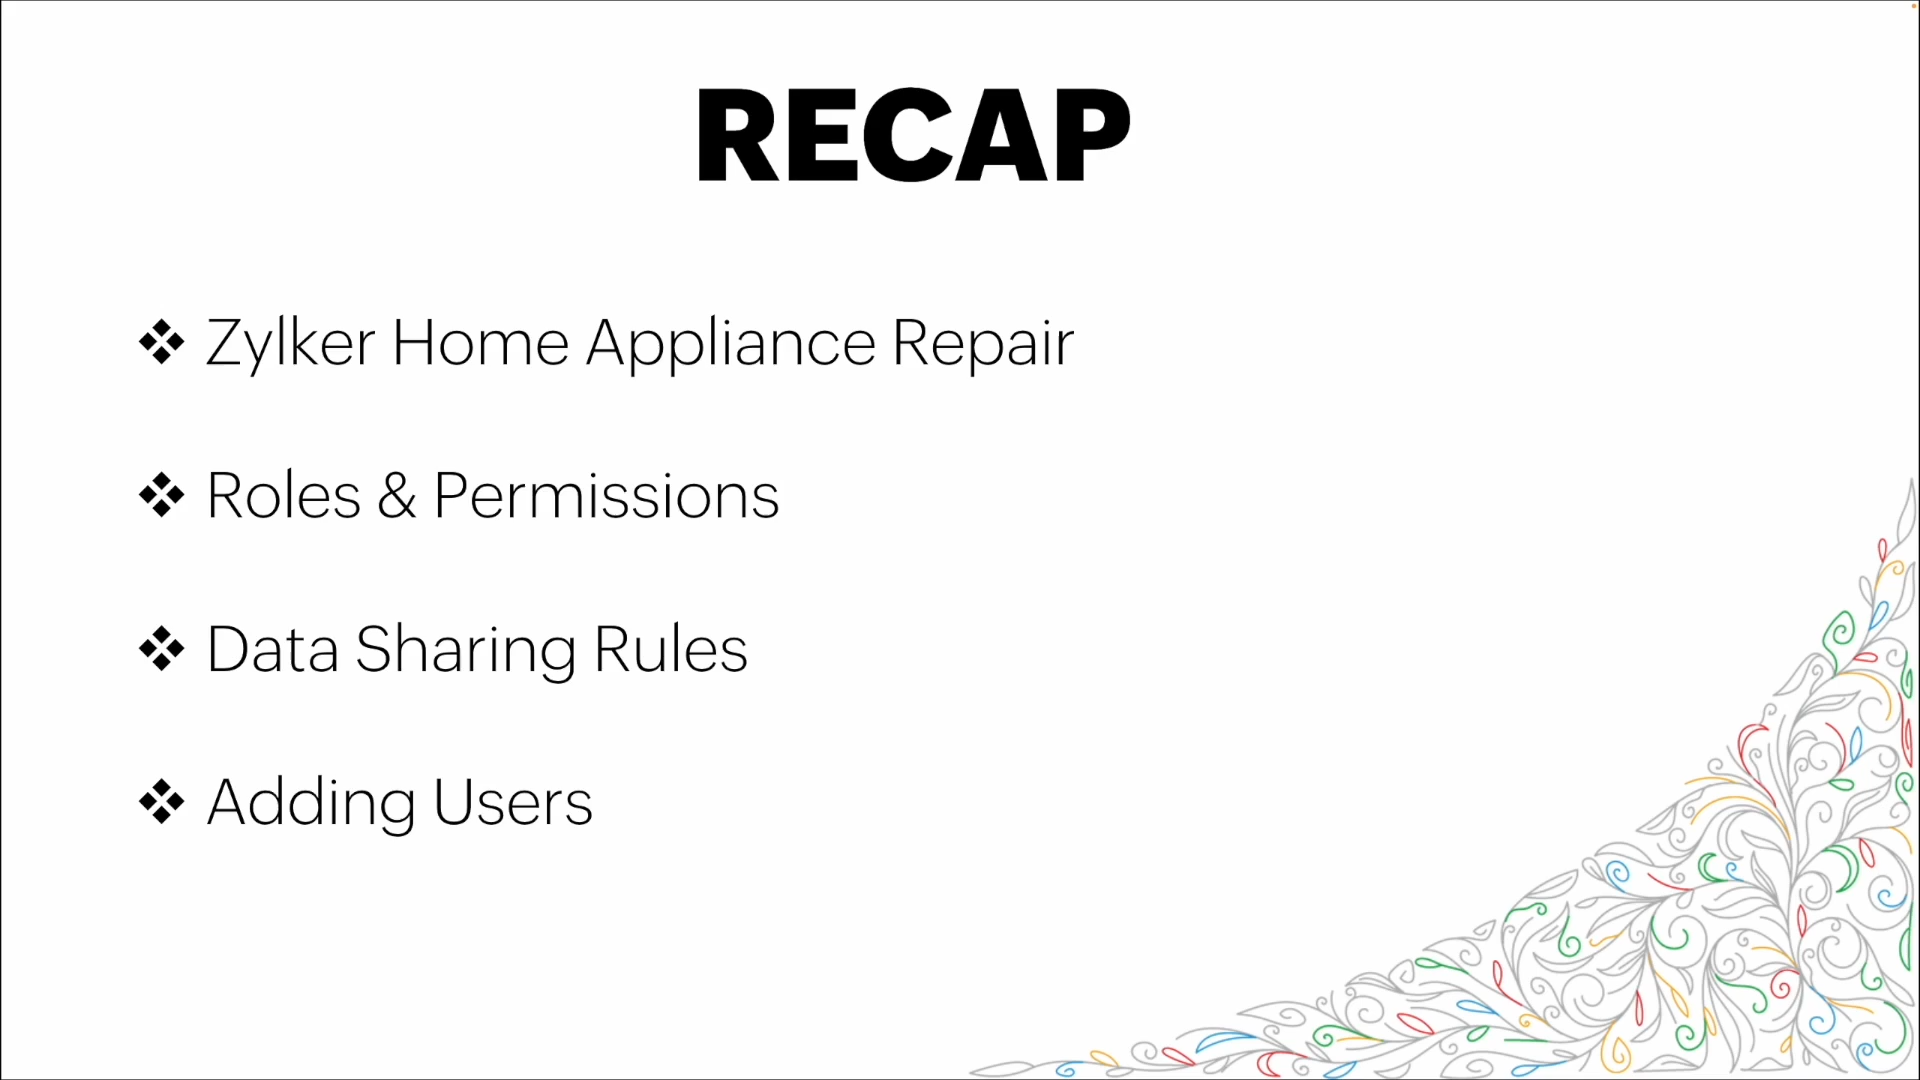 RECAP
❖ Zylker Home Appliance Repair
❖ Roles & Permissions
❖ Data Sharing Rules
❖ Adding Users